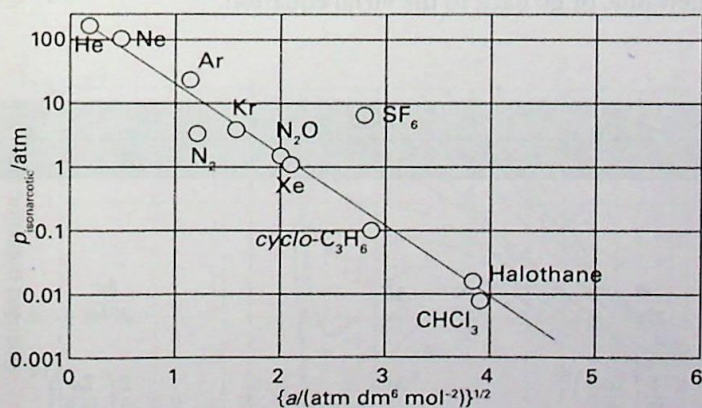 100
He
Ne
Ar
10
Kr
N₂O
SF₆
N₂
1
Xe
p_isonarcotic/atm
0.1
cyclo-C₃H₆
Halothane
0.01
CHCl₃
0.001
0 1 2 3 4 5 6
{a/(atm dm⁶ mol⁻²)}¹/²